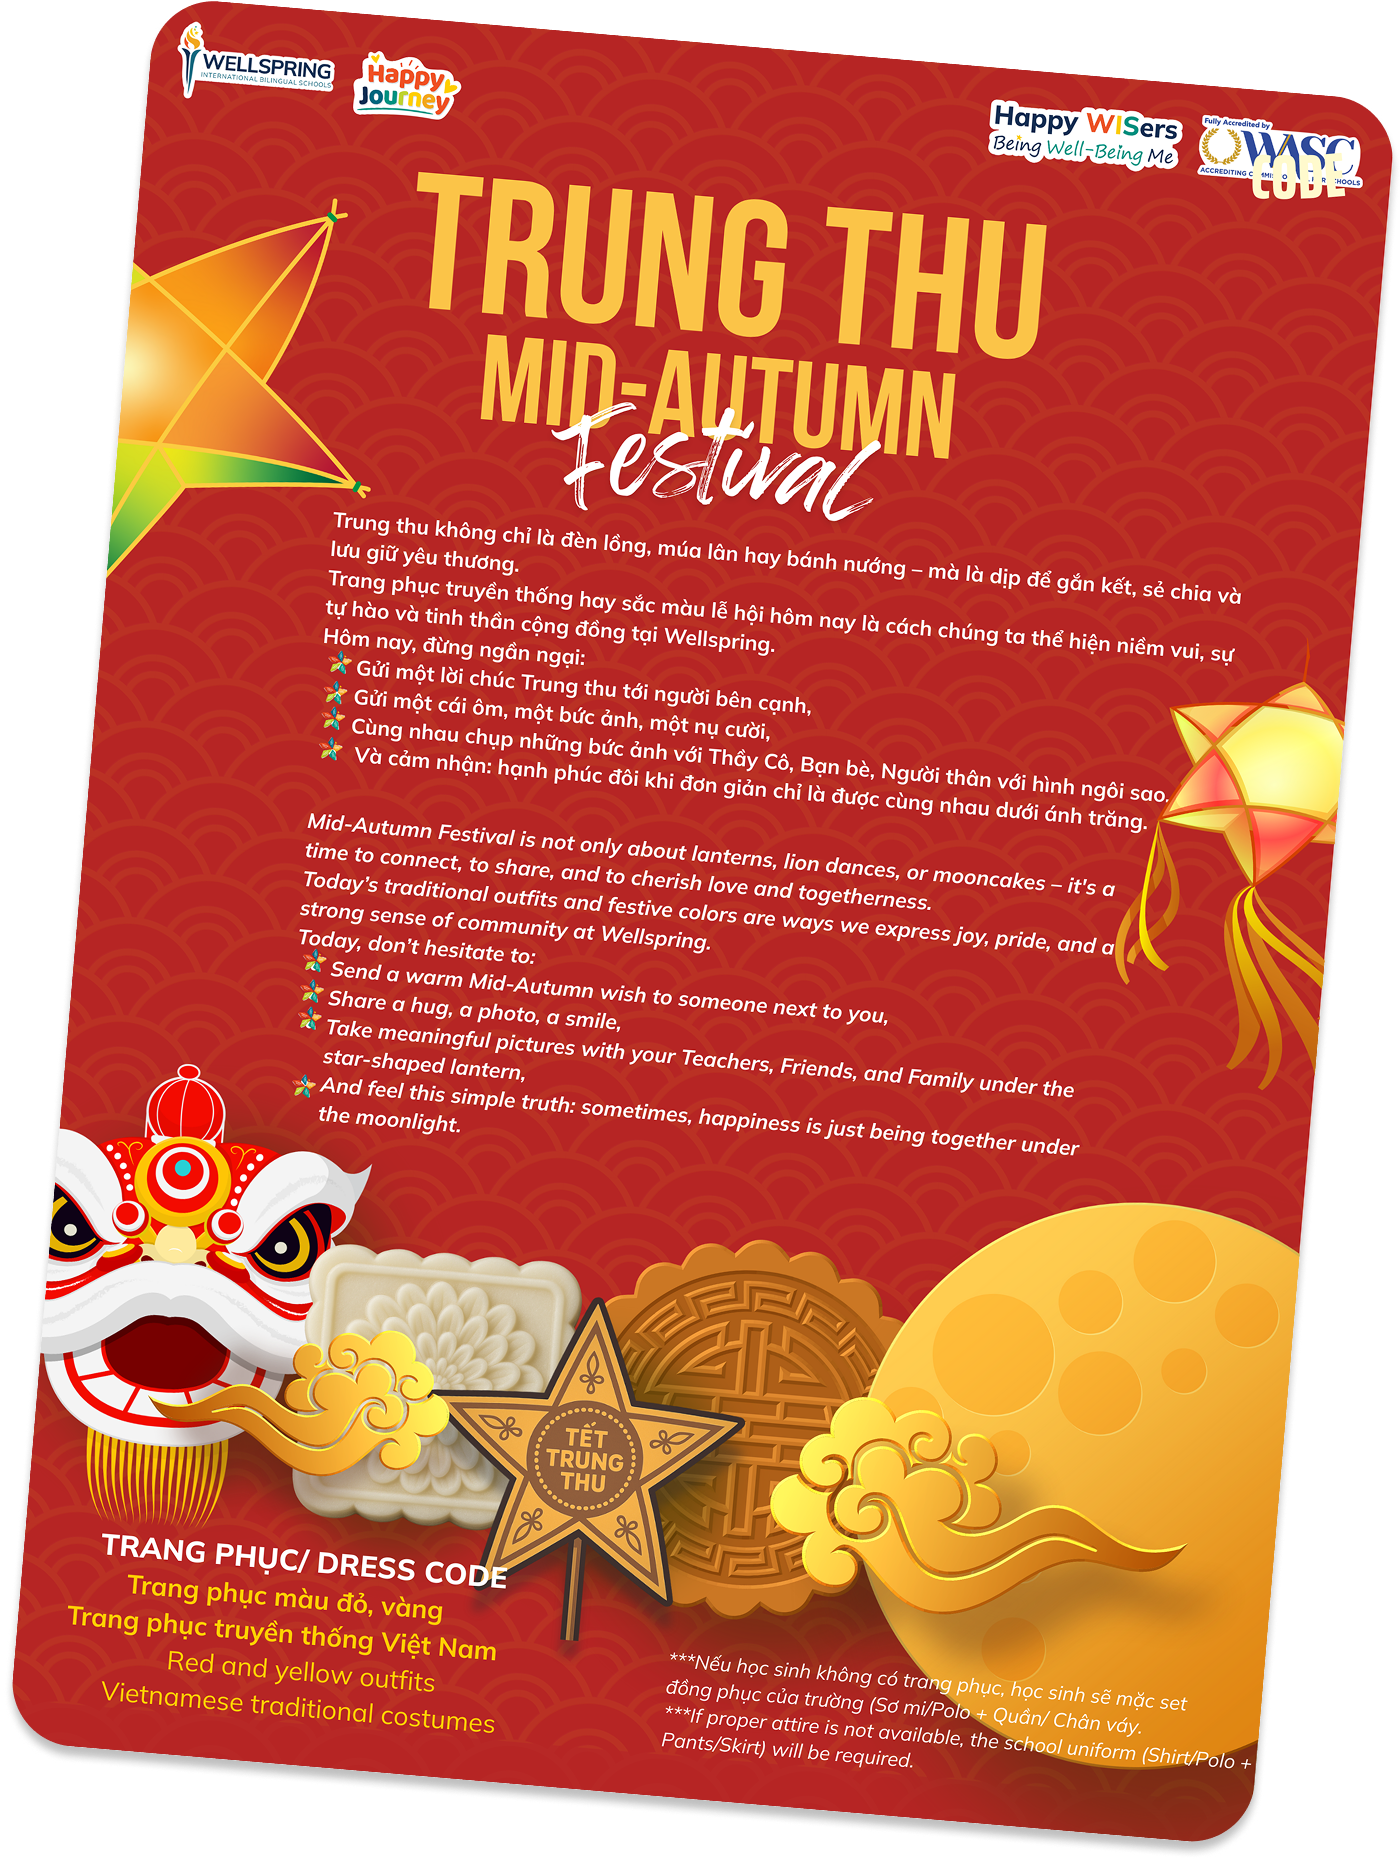 WELLSPRING
INTERNATIONAL BILINGUAL SCHOOLS
Happy
Journey
Happy WISers
Being Well-Being Me
Fully Accredited by
WASC
ACCREDITING COMMISSION FOR SCHOOLS
CODE
TRUNG THU
MID-AUTUMN
Festival
Trung thu không chỉ là đèn lồng, múa lân hay bánh nướng – mà là dịp để gắn kết, sẻ chia và
lưu giữ yêu thương.
Trang phục truyền thống hay sắc màu lễ hội hôm nay là cách chúng ta thể hiện niềm vui, sự
tự hào và tinh thần cộng đồng tại Wellspring.
Hôm nay, đừng ngần ngại:
Gửi một lời chúc Trung thu tới người bên cạnh,
Gửi một cái ôm, một bức ảnh, một nụ cười,
Cùng nhau chụp những bức ảnh với Thầy Cô, Bạn bè, Người thân với hình ngôi sao.
Và cảm nhận: hạnh phúc đôi khi đơn giản chỉ là được cùng nhau dưới ánh trăng.
Mid-Autumn Festival is not only about lanterns, lion dances, or mooncakes – it's a
time to connect, to share, and to cherish love and togetherness.
Today's traditional outfits and festive colors are ways we express joy, pride, and a
strong sense of community at Wellspring.
Today, don't hesitate to:
Send a warm Mid-Autumn wish to someone next to you,
Share a hug, a photo, a smile,
Take meaningful pictures with your Teachers, Friends, and Family under the
star-shaped lantern,
And feel this simple truth: sometimes, happiness is just being together under
the moonlight.
TẾT
TRUNG
THU
TRANG PHỤC/ DRESS CODE
Trang phục màu đỏ, vàng
Trang phục truyền thống Việt Nam
Red and yellow outfits
Vietnamese traditional costumes
***Nếu học sinh không có trang phục, học sinh sẽ mặc set
đồng phục của trường (Sơ mi/Polo + Quần/ Chân váy.
***If proper attire is not available, the school uniform (Shirt/Polo +
Pants/Skirt) will be required.